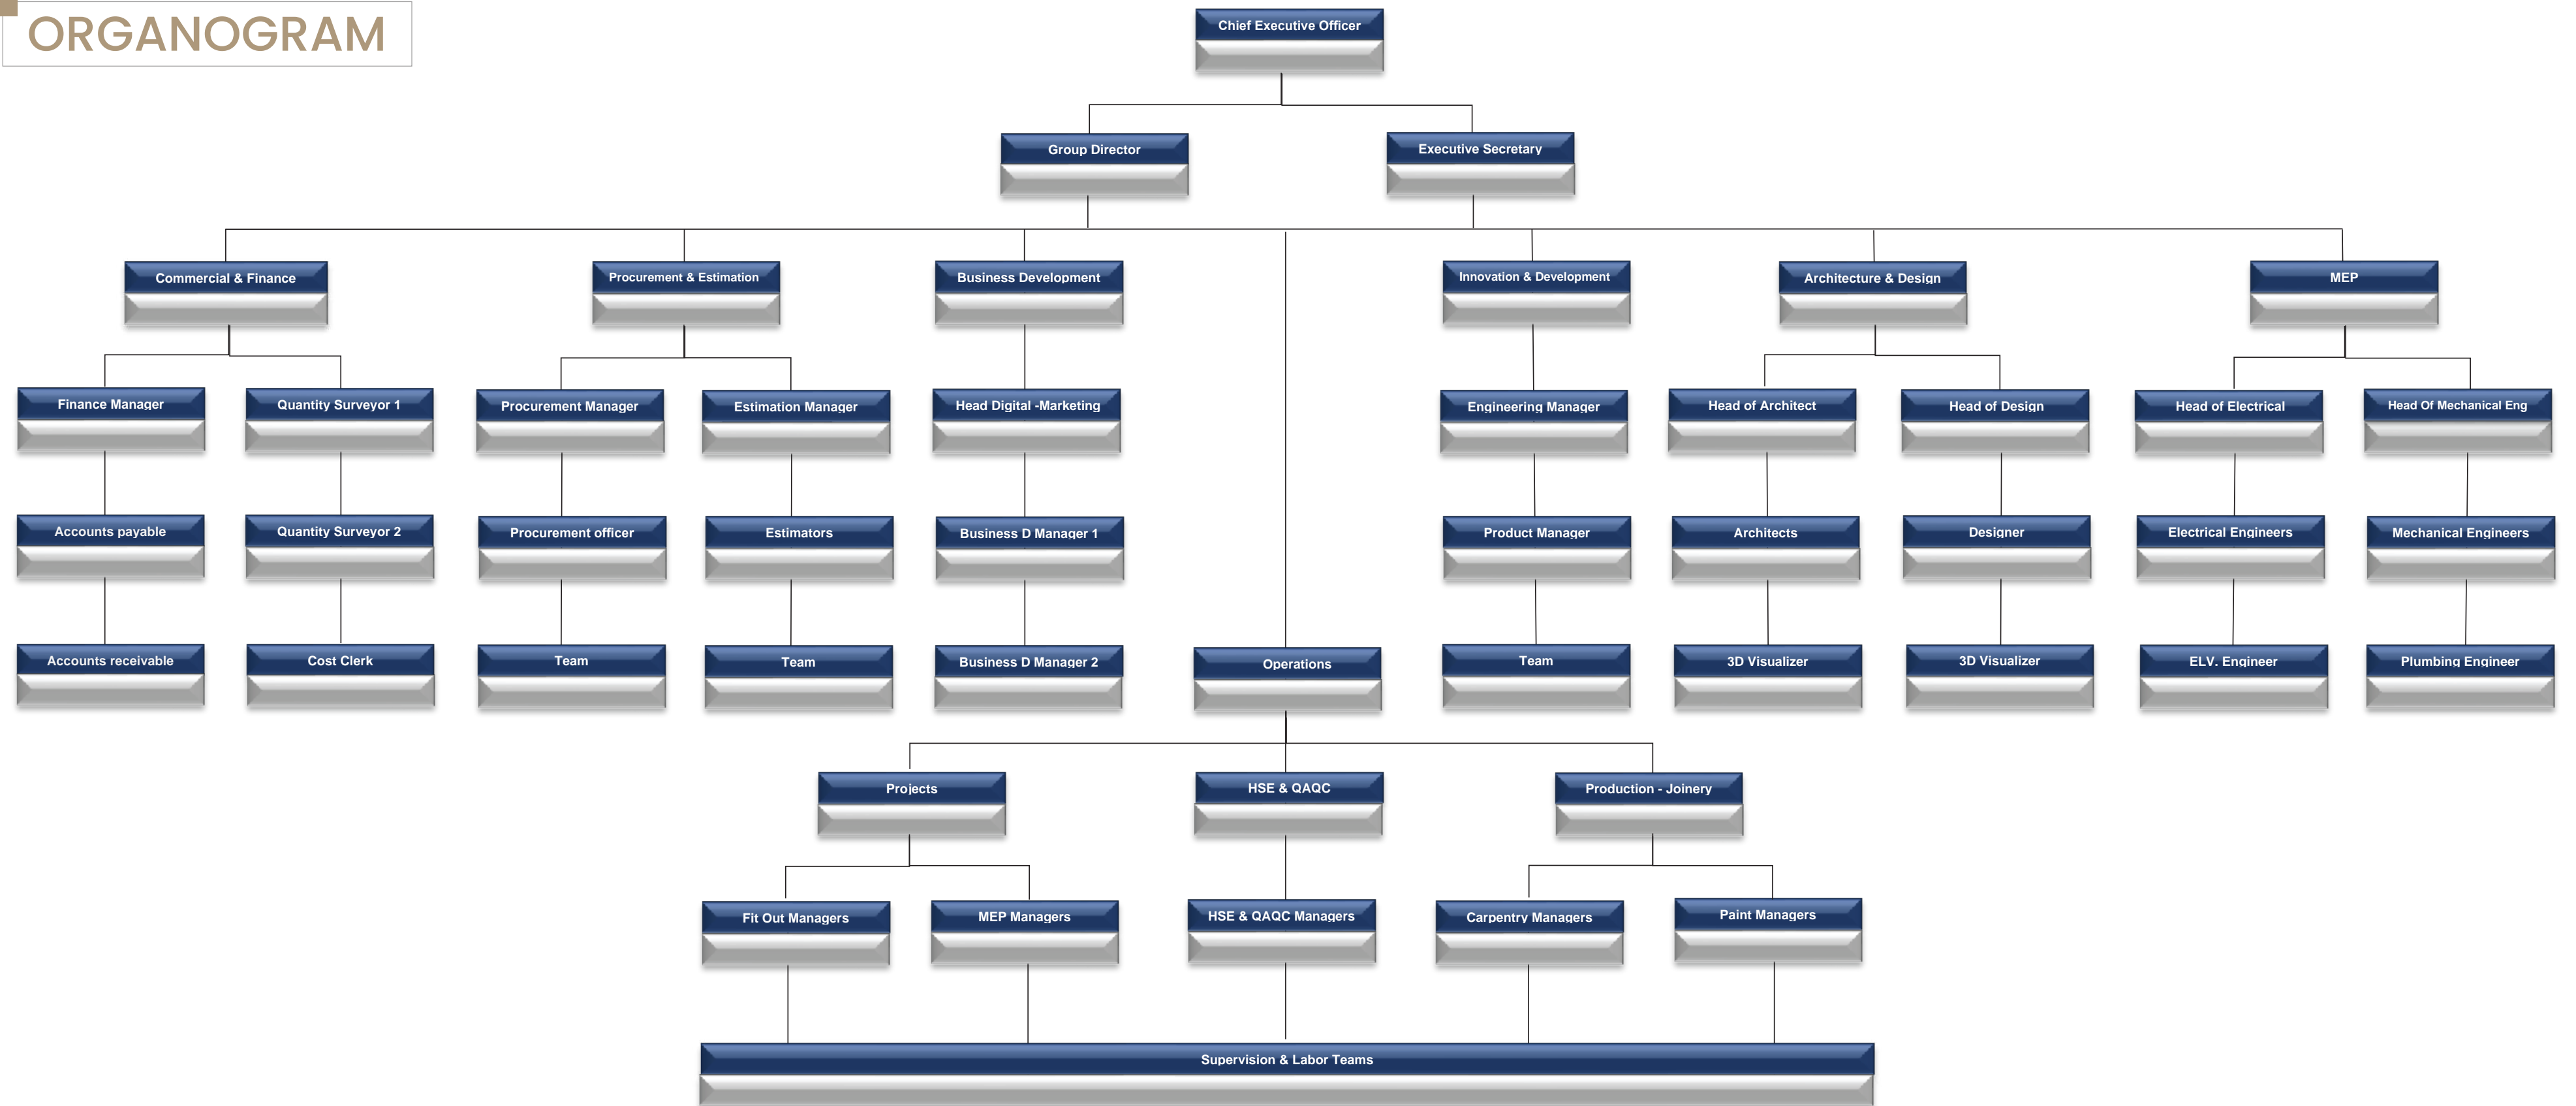 ORGANOGRAM
Chief Executive Officer
Group Director
Executive Secretary
Commercial & Finance
Procurement & Estimation
Business Development
Innovation & Development
Architecture & Design
MEP
Finance Manager
Quantity Surveyor 1
Procurement Manager
Estimation Manager
Head Digital -Marketing
Engineering Manager
Head of Architect
Head of Design
Head of Electrical
Head Of Mechanical Eng
Accounts payable
Quantity Surveyor 2
Procurement officer
Estimators
Business D Manager 1
Product Manager
Architects
Designer
Electrical Engineers
Mechanical Engineers
Accounts receivable
Cost Clerk
Team
Team
Business D Manager 2
Operations
Team
3D Visualizer
3D Visualizer
ELV. Engineer
Plumbing Engineer
Projects
HSE & QAQC
Production - Joinery
Fit Out Managers
MEP Managers
HSE & QAQC Managers
Carpentry Managers
Paint Managers
Supervision & Labor Teams